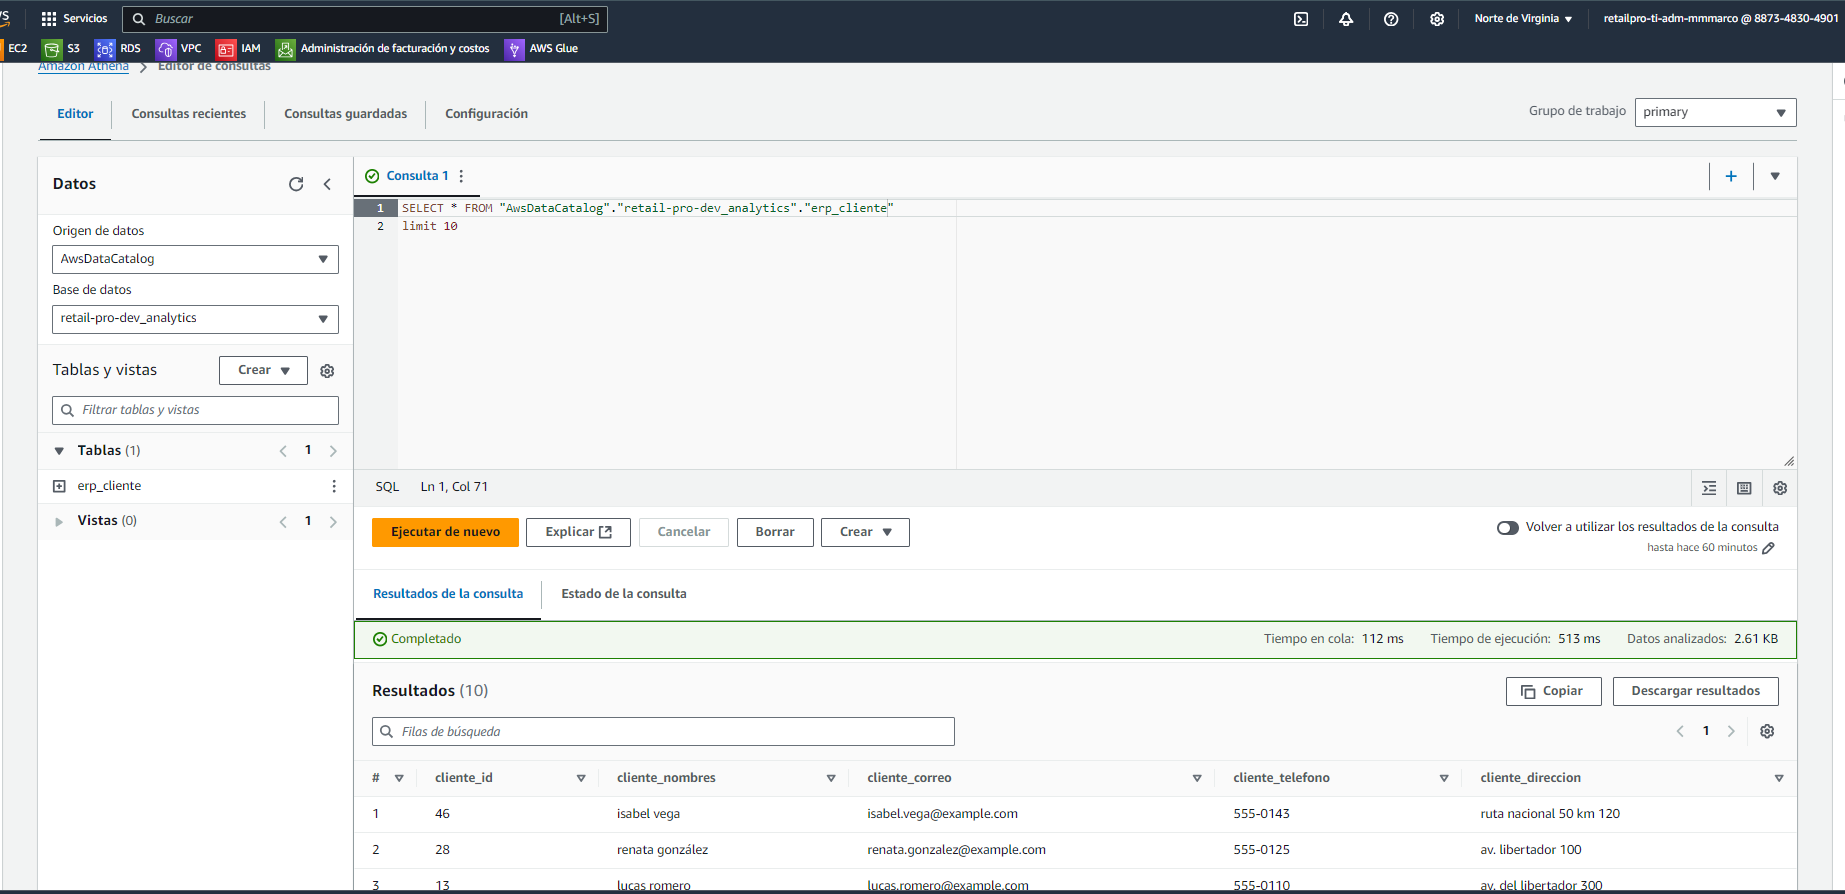 Servicios
Buscar [Alt+S]
Norte de Virginia
retailpro-ti-adm-mmmarco @ 8873-4830-4901
EC2 S3 RDS VPC IAM Administración de facturación y costos AWS Glue
Amazon Athena Editor de consultas
Editor Consultas recientes Consultas guardadas Configuración
Grupo de trabajo primary
Datos
Origen de datos
AwsDataCatalog
Base de datos
retail-pro-dev_analytics
Tablas y vistas Crear
Filtrar tablas y vistas
Tablas (1) 1
erp_cliente
Vistas (0) 1
Consulta 1
1 SELECT * FROM "AwsDataCatalog"."retail-pro-dev_analytics"."erp_cliente"
2 limit 10
SQL Ln 1, Col 71
Ejecutar de nuevo Explicar Cancelar Borrar Crear
Volver a utilizar los resultados de la consulta
hasta hace 60 minutos
Resultados de la consulta Estado de la consulta
Completado Tiempo en cola: 112 ms Tiempo de ejecución: 513 ms Datos analizados: 2.61 KB
Resultados (10) Copiar Descargar resultados
Filas de búsqueda 1
# cliente_id cliente_nombres cliente_correo cliente_telefono cliente_direccion
1 46 isabel vega isabel.vega@example.com 555-0143 ruta nacional 50 km 120
2 28 renata gonzález renata.gonzalez@example.com 555-0125 av. libertador 100
3 13 lucas romero lucas.romero@example.com 555-0110 av. del libertador 300